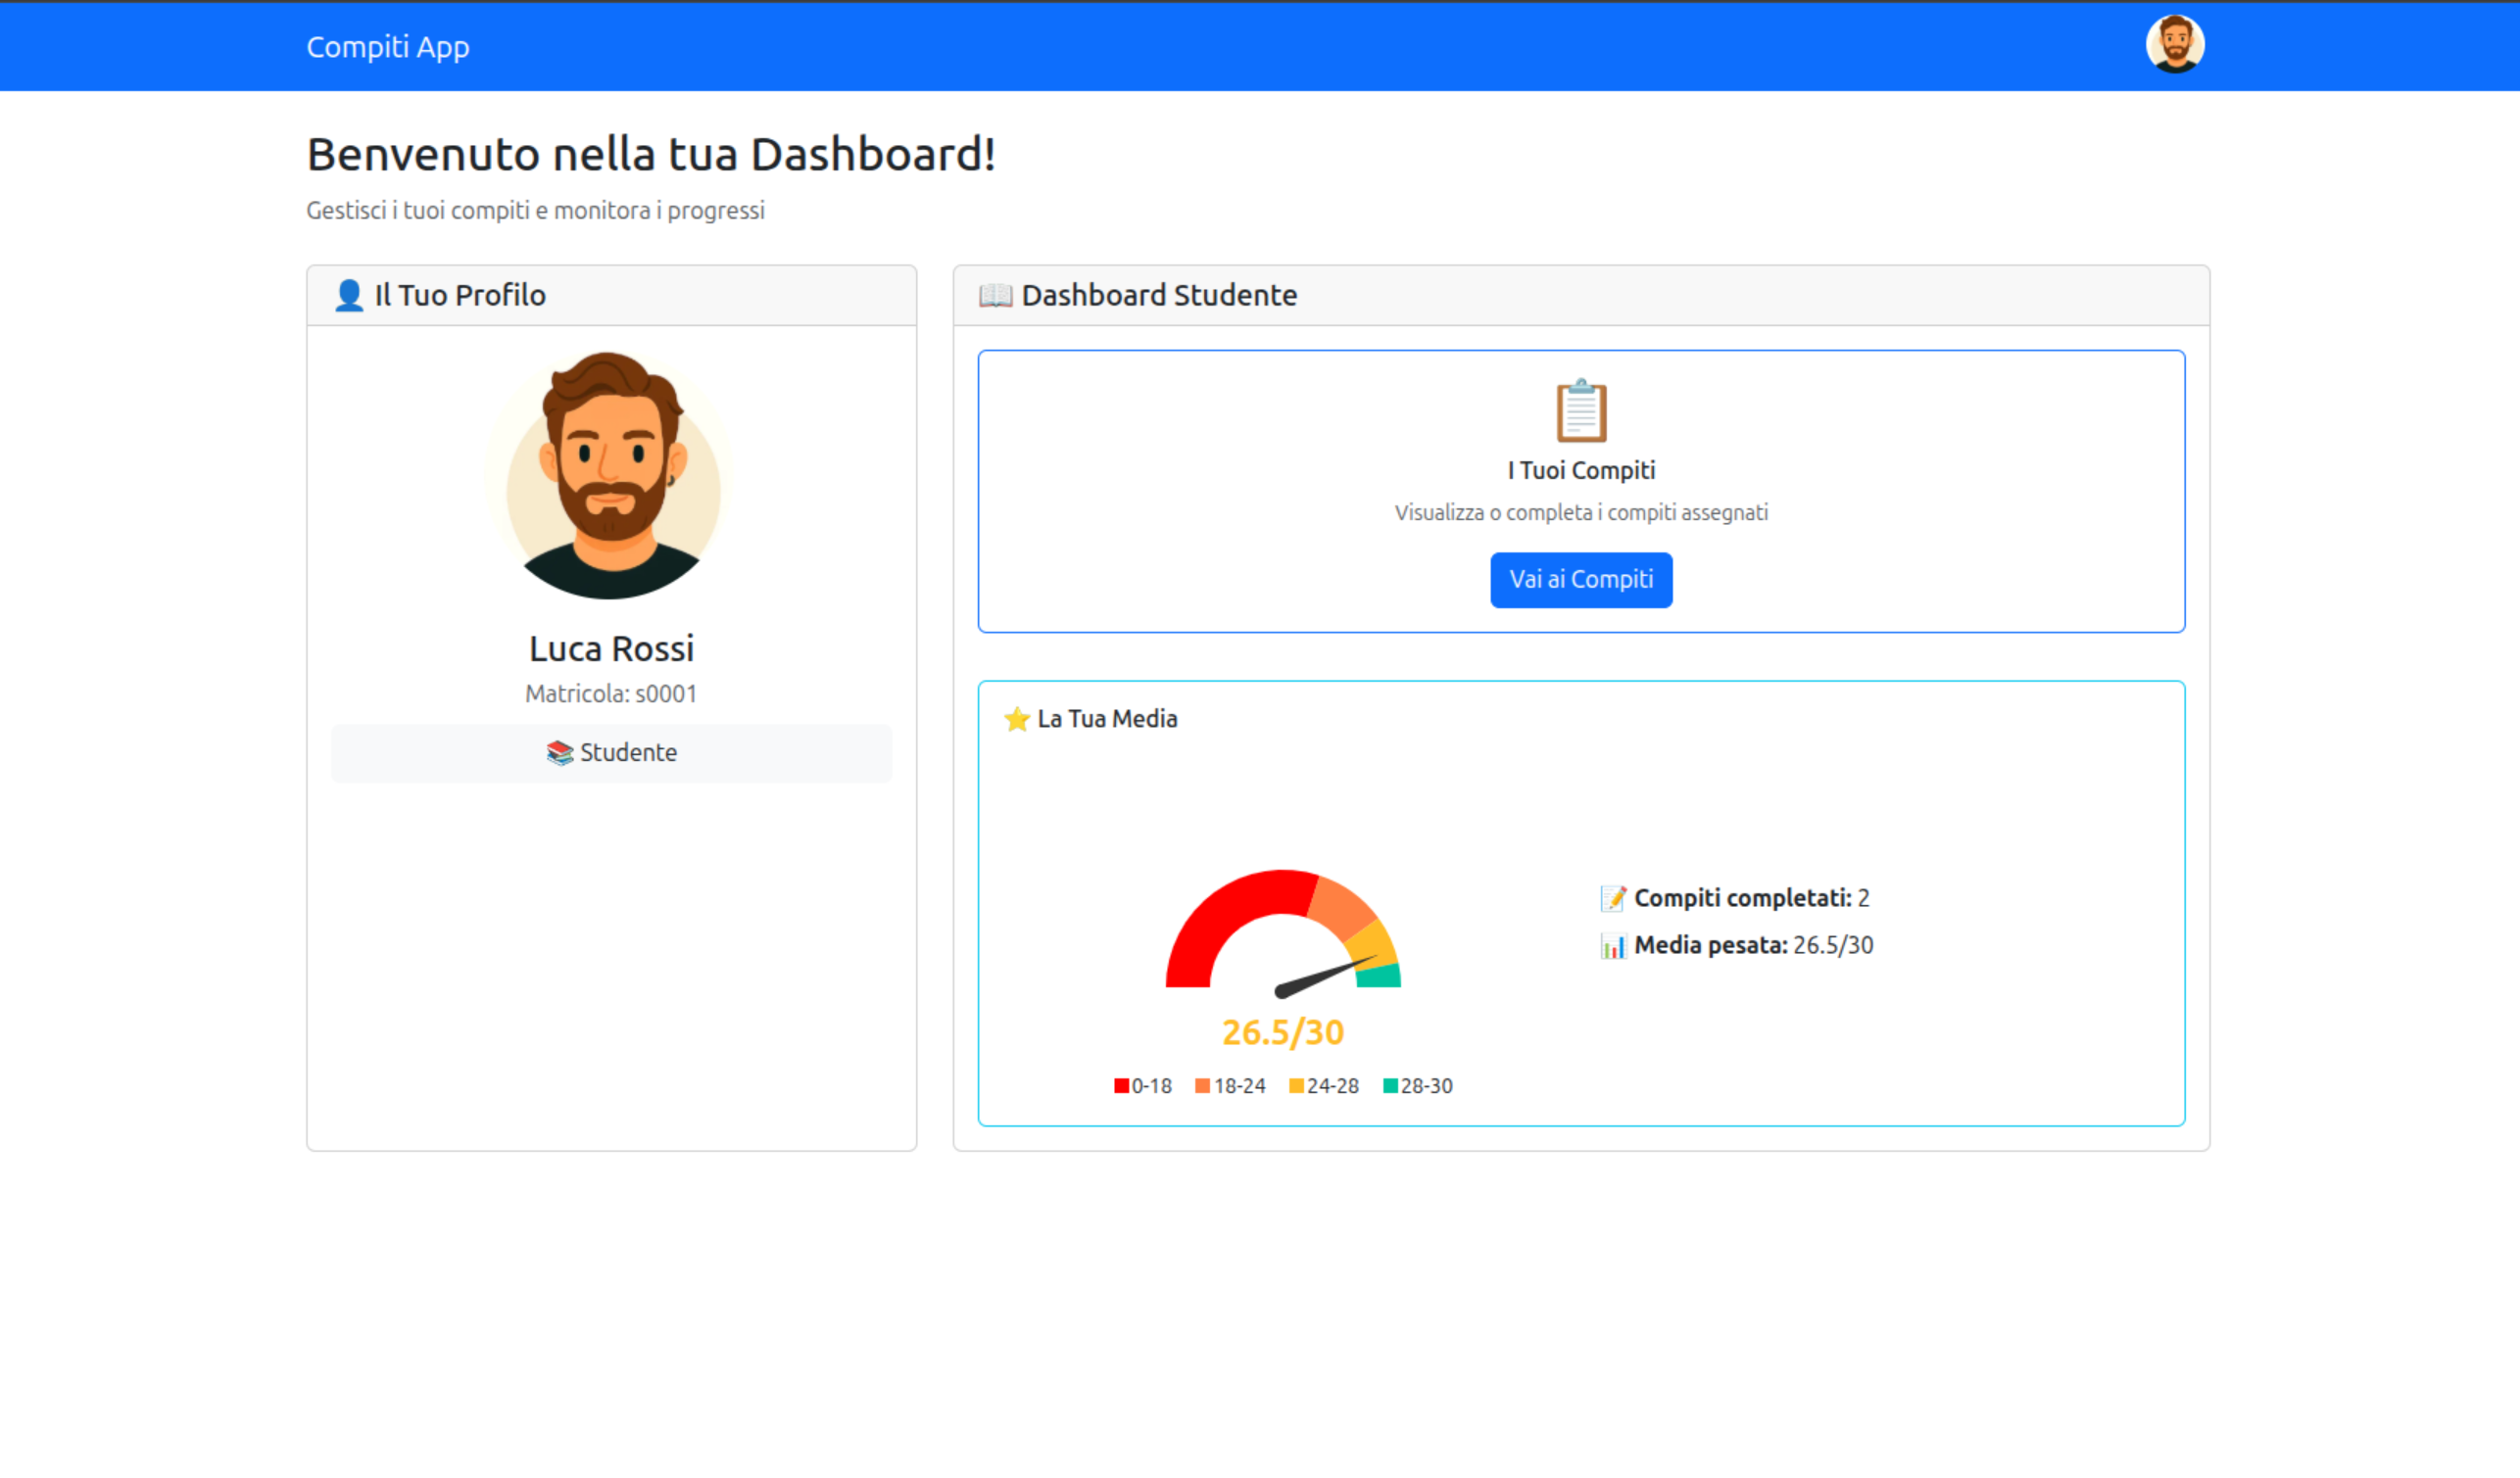 Compiti App
Benvenuto nella tua Dashboard!
Gestisci i tuoi compiti e monitora i progressi
Il Tuo Profilo
Luca Rossi
Matricola: s0001
Studente
Dashboard Studente
I Tuoi Compiti
Visualizza o completa i compiti assegnati
Vai ai Compiti
La Tua Media
Compiti completati: 2
Media pesata: 26.5/30
26.5/30
0-18 18-24 24-28 28-30